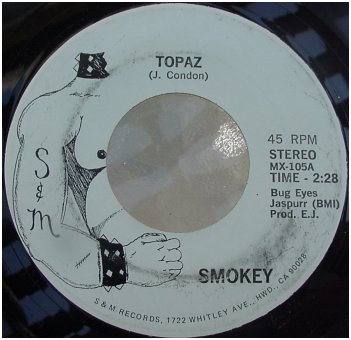 TOPAZ
(J. Condon)
S & M
45 RPM
STEREO
MX-105A
TIME - 2:28
Bug Eyes
Jaspurr (BMI)
Prod. E.J.
SMOKEY
S & M RECORDS, 1722 WHITLEY AVE., HWD., CA 90028